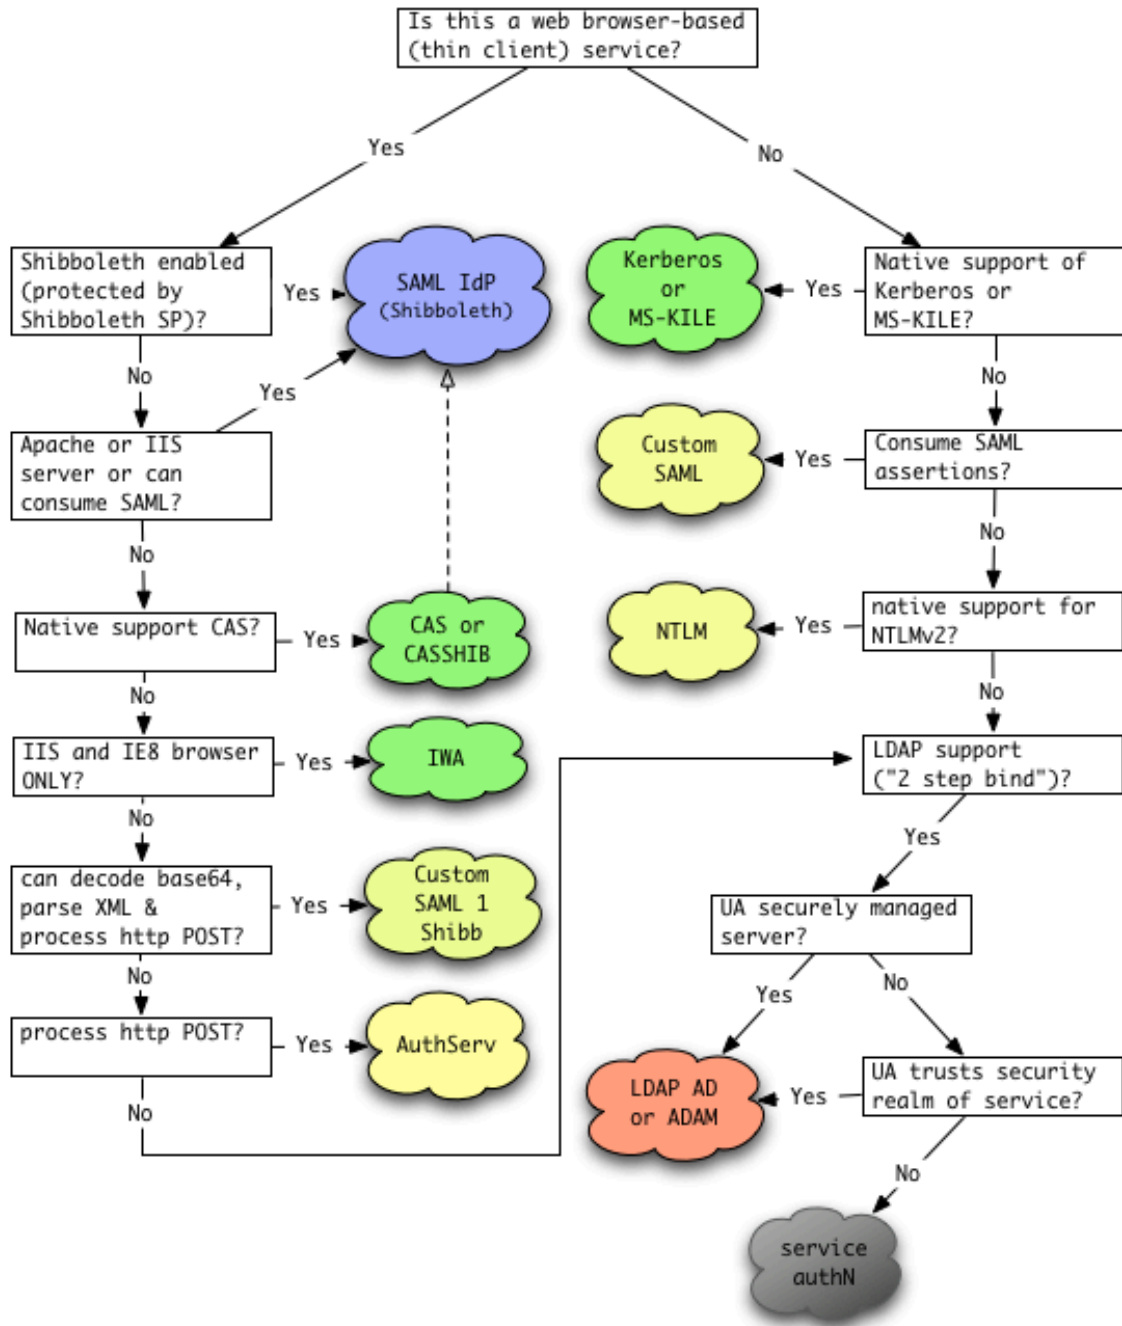 Is this a web browser-based
(thin client) service?
Yes
No
Shibboleth enabled
(protected by
Shibboleth SP)?
Yes
SAML IdP
(Shibboleth)
Kerberos
or
MS-KILE
Yes
Native support of
Kerberos or
MS-KILE?
No
Yes
No
Apache or IIS
server or can
consume SAML?
Custom
SAML
Yes
Consume SAML
assertions?
No
No
Native support CAS?
Yes
CAS or
CASSHIB
NTLM
Yes
native support for
NTLMv2?
No
No
IIS and IE8 browser
ONLY?
Yes
IWA
LDAP support
("2 step bind")?
No
Yes
can decode base64,
parse XML &
process http POST?
Yes
Custom
SAML 1
Shibb
UA securely managed
server?
No
Yes
No
process http POST?
Yes
AuthServ
No
LDAP AD
or ADAM
Yes
UA trusts security
realm of service?
No
service
authN